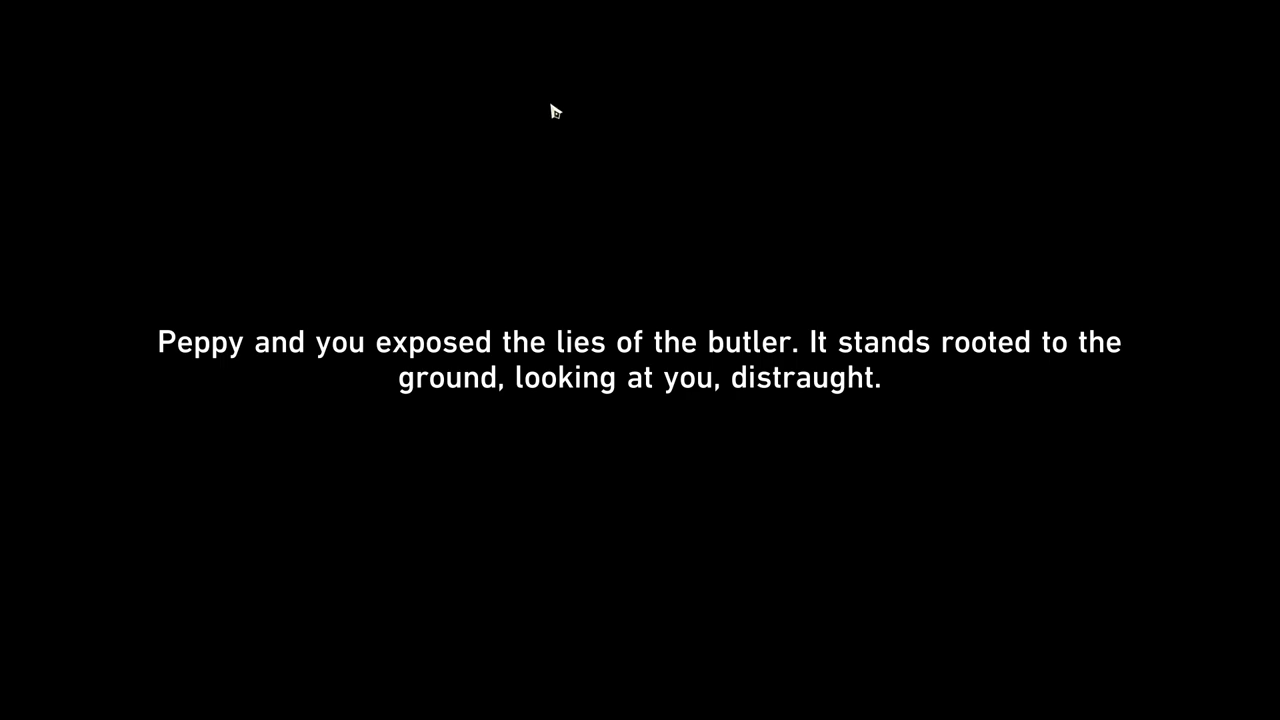 Peppy and you exposed the lies of the butler. It stands rooted to the
ground, looking at you, distraught.